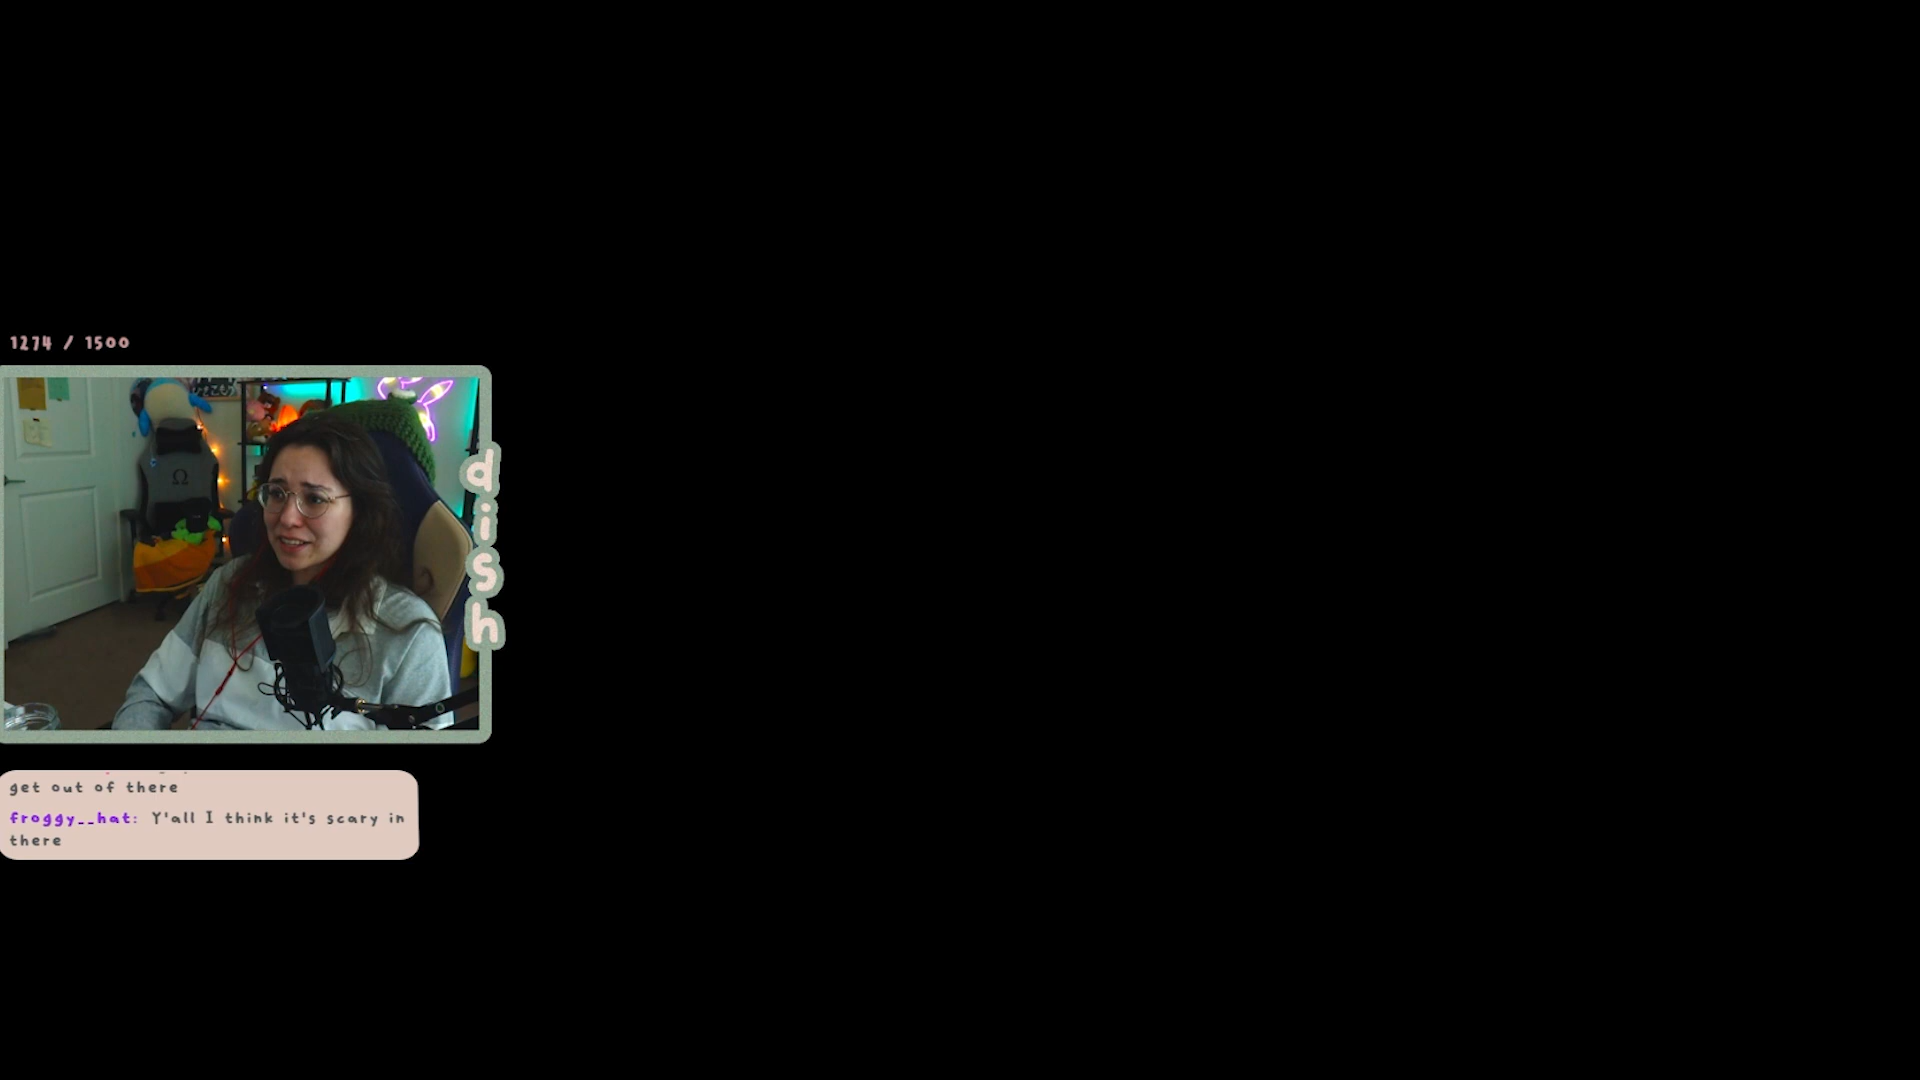 1274 / 1500
dish
get out of there
froggy__hat: Y'all I think it's scary in
there